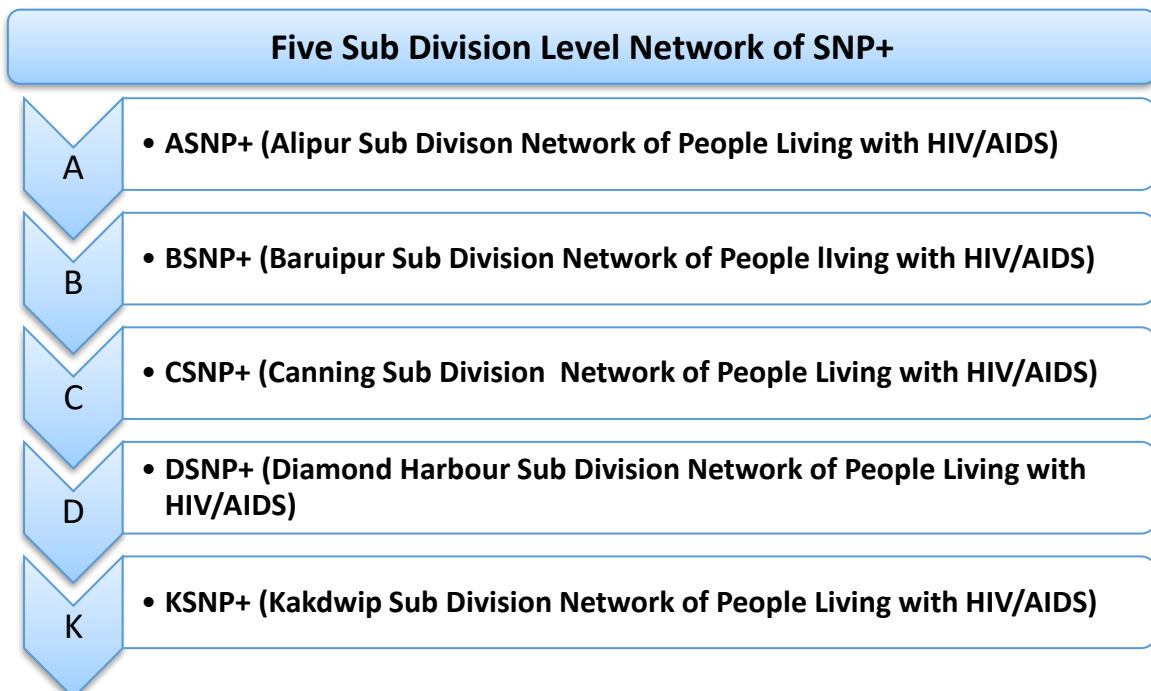 Five Sub Division Level Network of SNP+
A
• ASNP+ (Alipur Sub Divison Network of People Living with HIV/AIDS)
B
• BSNP+ (Baruipur Sub Division Network of People lIving with HIV/AIDS)
C
• CSNP+ (Canning Sub Division  Network of People Living with HIV/AIDS)
D
• DSNP+ (Diamond Harbour Sub Division Network of People Living with
HIV/AIDS)
K
• KSNP+ (Kakdwip Sub Division Network of People Living with HIV/AIDS)